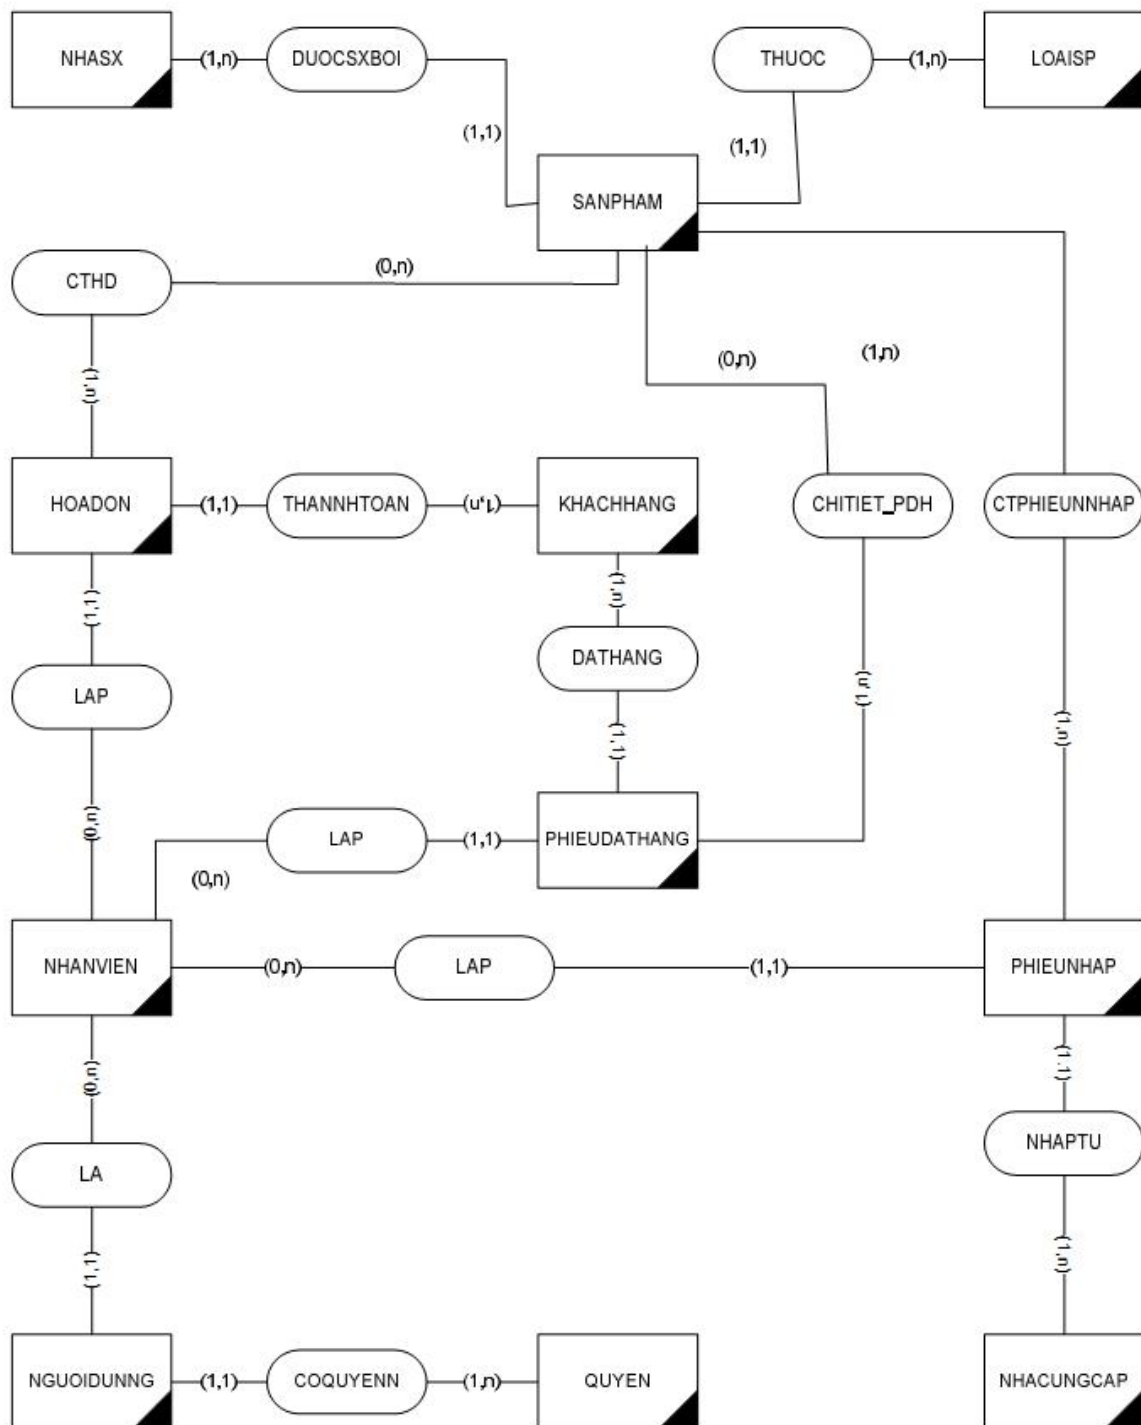 NHASX
(1,n)
DUOCSXBOI
THUOC
(1,n)
LOAISP
(1,1)
(1,1)
SANPHAM
CTHD
(0,n)
(0,n)
(1,n)
(1,n)
HOADON
(1,1)
THANNHTOAN
(1,n)
KHACHHANG
CHITIET_PDH
CTPHIEUNNHAP
(1,1)
(1,n)
LAP
DATHANG
(1,n)
(1,n)
(1,1)
(0,n)
LAP
(1,1)
PHIEUDATHANG
(0,n)
NHANVIEN
(0,n)
LAP
(1,1)
PHIEUNHAP
(0,n)
(1,1)
LA
NHAPTU
(1,1)
(1,n)
NGUOIDUNNG
(1,1)
COQUYENN
(1,n)
QUYEN
NHACUNGCAP